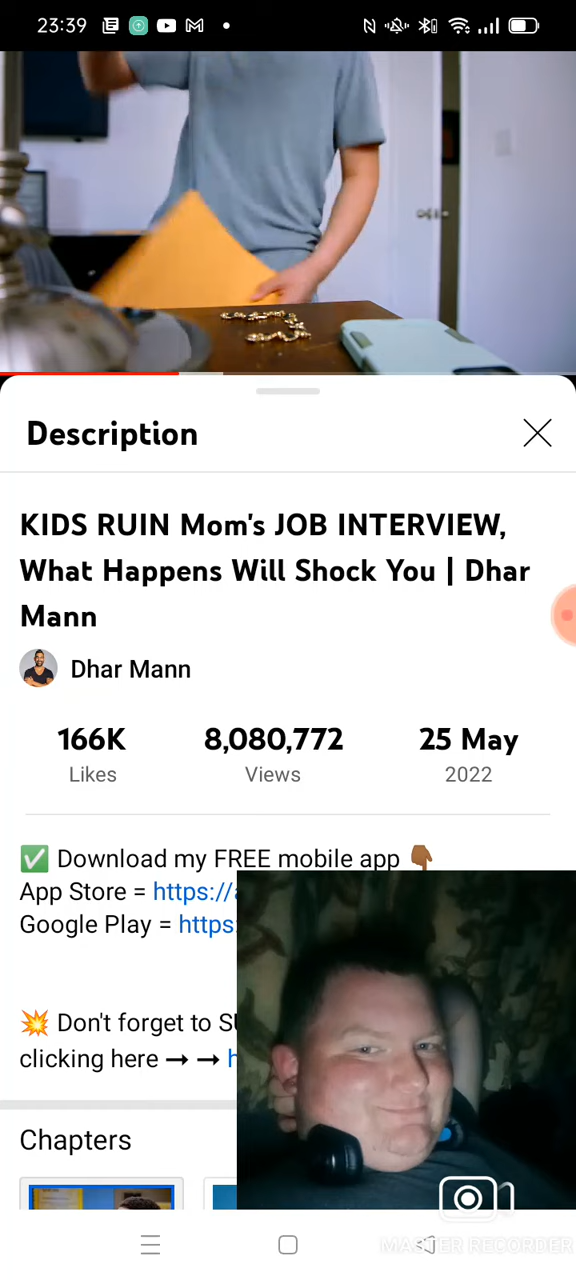 23:39
Description
KIDS RUIN Mom's JOB INTERVIEW,
What Happens Will Shock You | Dhar
Mann
Dhar Mann
166K 8,080,772 25 May
Likes Views 2022
✅ Download my FREE mobile app 👇🏾
App Store = https://
Google Play = https:
💥 Don't forget to SU
clicking here ➞ ➞ h
Chapters
MASTER RECORDER